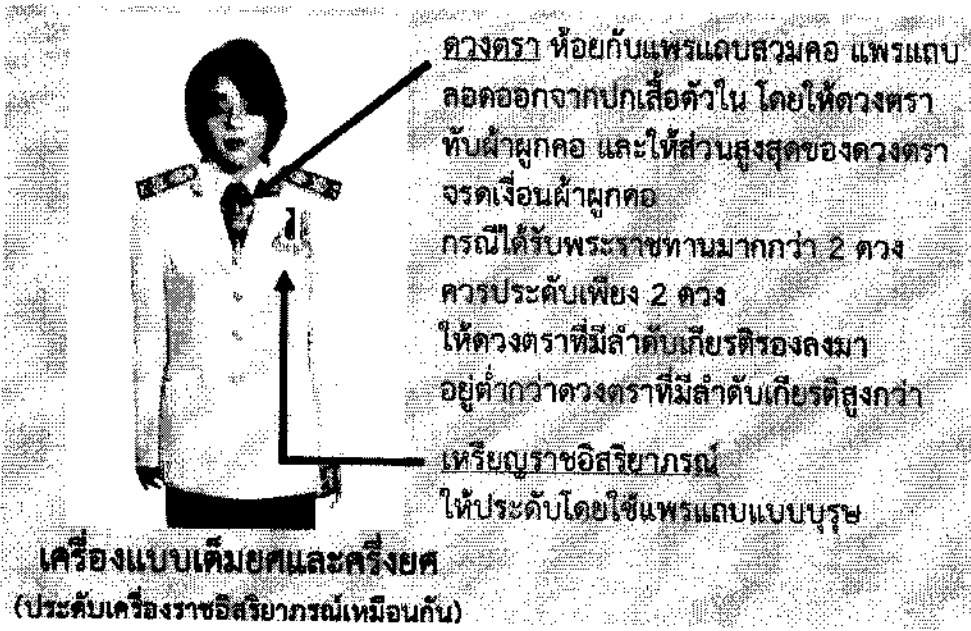 ดวงตรา ห้อยกับแพรแถบสวมคอ แพรแถบ
ลอดออกจากปกเสื้อตัวใน โดยให้ดวงตรา
ทับผ้าผูกคอ และให้ส่วนสูงสุดของดวงตรา
จรดเงื่อนผ้าผูกคอ
กรณีได้รับพระราชทานมากกว่า 2 ดวง
ควรประดับเพียง 2 ดวง
ให้ดวงตราที่มีลำดับเกียรติรองลงมา
อยู่ต่ำกว่าดวงตราที่มีลำดับเกียรติสูงกว่า
เหรียญราชอิสริยาภรณ์
ให้ประดับโดยใช้แพรแถบแบบบุรุษ
เครื่องแบบเต็มยศและครึ่งยศ
(ประดับเครื่องราชอิสริยาภรณ์เหมือนกัน)